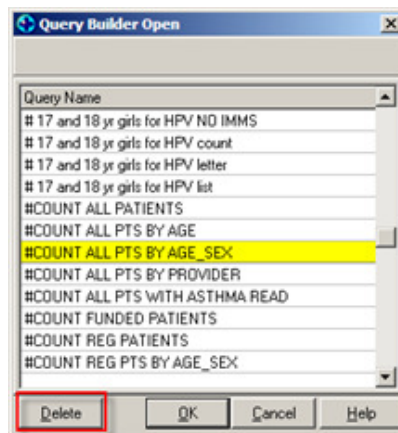 Query Builder Open
Query Name
# 17 and 18 yr girls for HPV NO IMMS
# 17 and 18 yr girls for HPV count
# 17 and 18 yr girls for HPV letter
# 17 and 18 yr girls for HPV list
#COUNT ALL PATIENTS
#COUNT ALL PTS BY AGE
#COUNT ALL PTS BY AGE_SEX
#COUNT ALL PTS BY PROVIDER
#COUNT ALL PTS WITH ASTHMA READ
#COUNT FUNDED PATIENTS
#COUNT REG PATIENTS
#COUNT REG PTS BY AGE_SEX
Delete OK Cancel Help